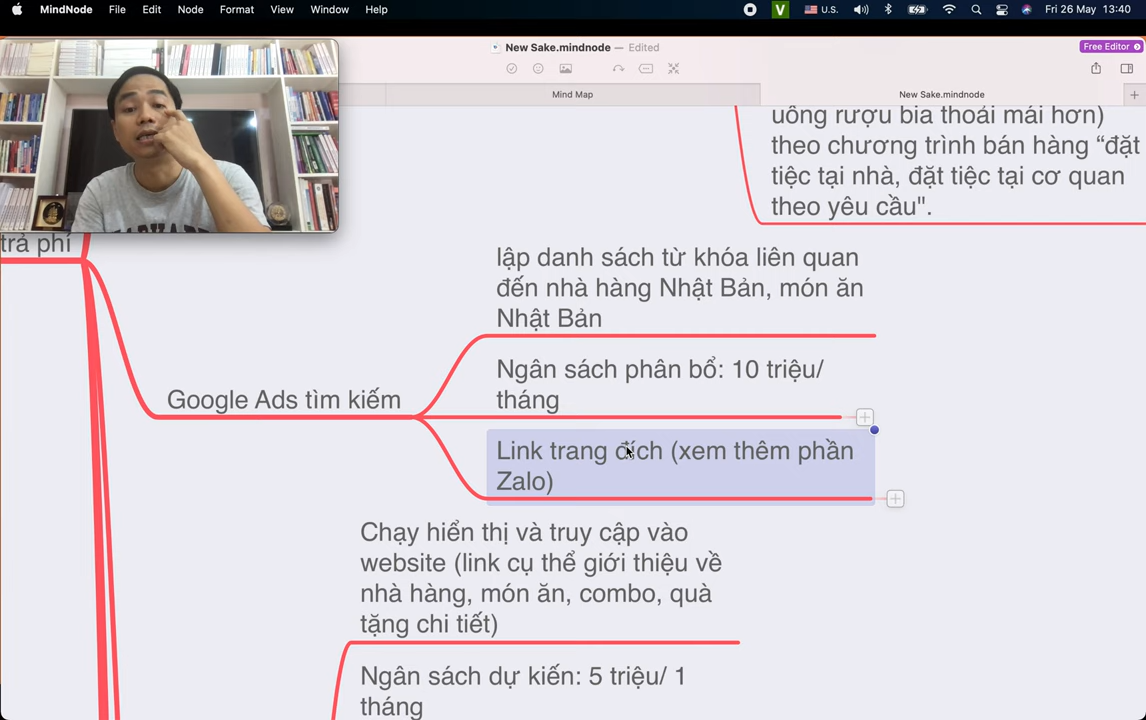 MindNode File Edit Node Format View Window Help V U.S. Fri 26 May 13:40
New Sake.mindnode — Edited
Free Editor
Mind Map
New Sake.mindnode
uống rượu bia thoải mái hơn)
theo chương trình bán hàng “đặt
tiệc tại nhà, đặt tiệc tại cơ quan
theo yêu cầu".
trả phí
lập danh sách từ khóa liên quan
đến nhà hàng Nhật Bản, món ăn
Nhật Bản
Ngân sách phân bổ: 10 triệu/
tháng
Google Ads tìm kiếm
Link trang đích (xem thêm phần
Zalo)
Chạy hiển thị và truy cập vào
website (link cụ thể giới thiệu về
nhà hàng, món ăn, combo, quà
tặng chi tiết)
Ngân sách dự kiến: 5 triệu/ 1
tháng